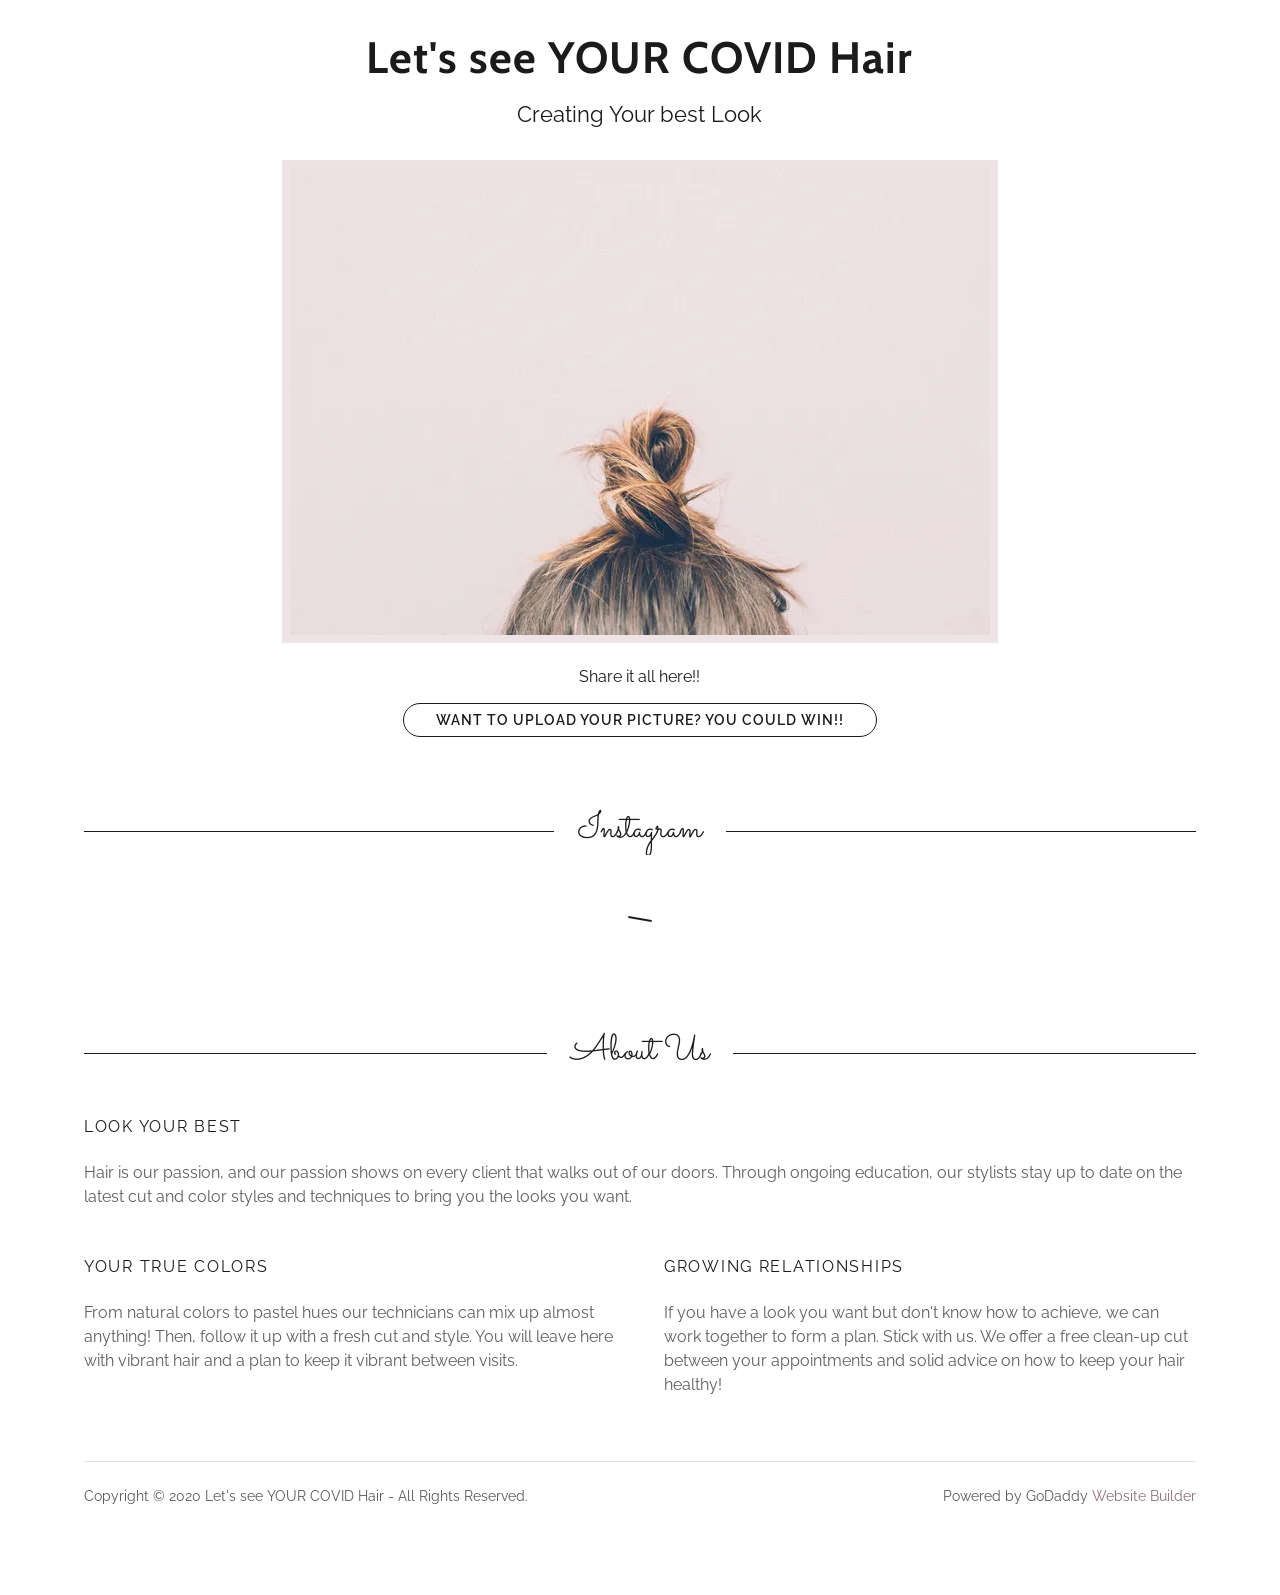 Let's see YOUR COVID Hair
Creating Your best Look
Share it all here!!
WANT TO UPLOAD YOUR PICTURE? YOU COULD WIN!!
Instagram
About Us
LOOK YOUR BEST
Hair is our passion, and our passion shows on every client that walks out of our doors. Through ongoing education, our stylists stay up to date on the
latest cut and color styles and techniques to bring you the looks you want.
YOUR TRUE COLORS
From natural colors to pastel hues our technicians can mix up almost
anything! Then, follow it up with a fresh cut and style. You will leave here
with vibrant hair and a plan to keep it vibrant between visits.
GROWING RELATIONSHIPS
If you have a look you want but don't know how to achieve, we can
work together to form a plan. Stick with us. We offer a free clean-up cut
between your appointments and solid advice on how to keep your hair
healthy!
Copyright © 2020 Let's see YOUR COVID Hair - All Rights Reserved.
Powered by GoDaddy Website Builder